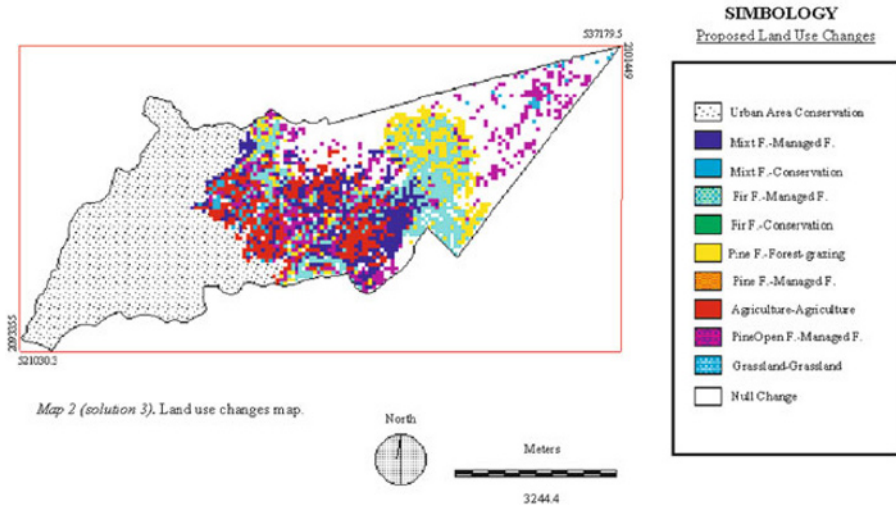 SIMBOLOGY
Proposed Land Use Changes
537179.5
2101449
Urban Area Conservation
Mixt F.-Managed F.
Mixt F.-Conservation
Fir F.-Managed F.
Fir F.-Conservation
Pine F.-Forest-grazing
Pine F.-Managed F.
Agriculture-Agriculture
PineOpen F.-Managed F.
Grassland-Grassland
Null Change
521030.3
Map 2 (solution 3). Land use changes map.
North
Meters
3244.4